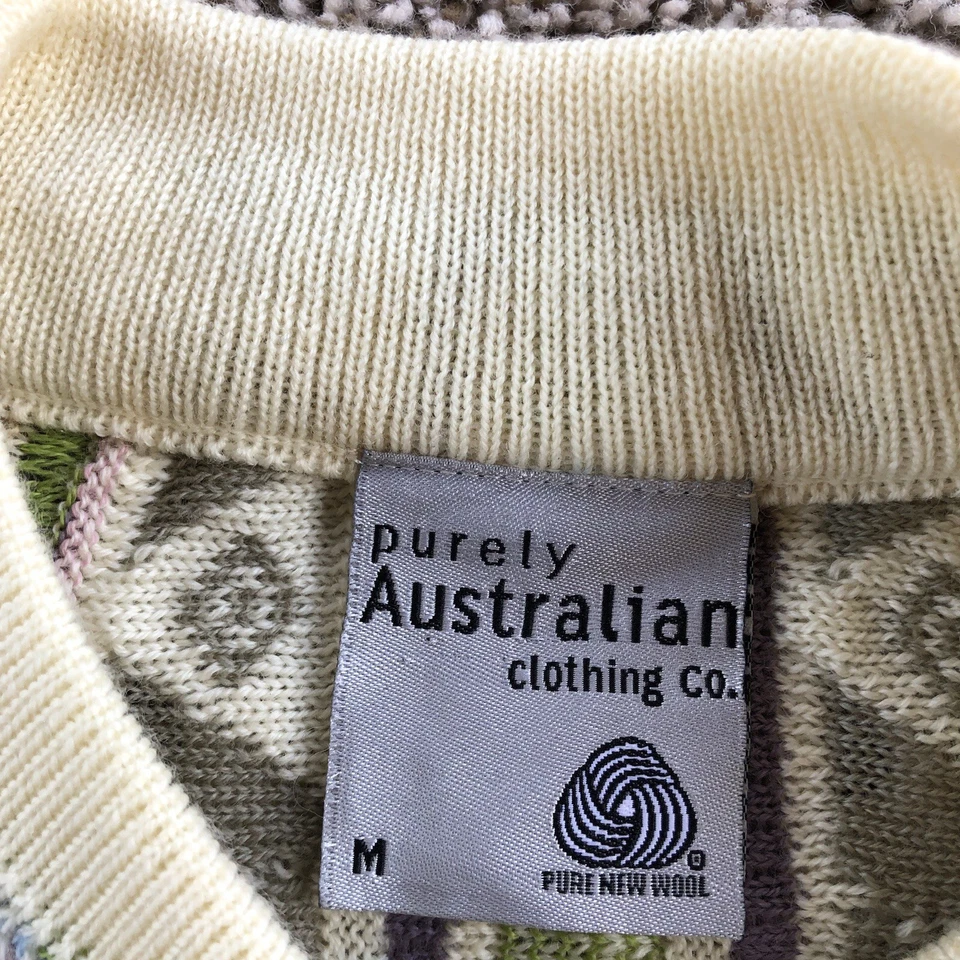 purely
Australian
clothing co.
M
®
PURE NEW WOOL